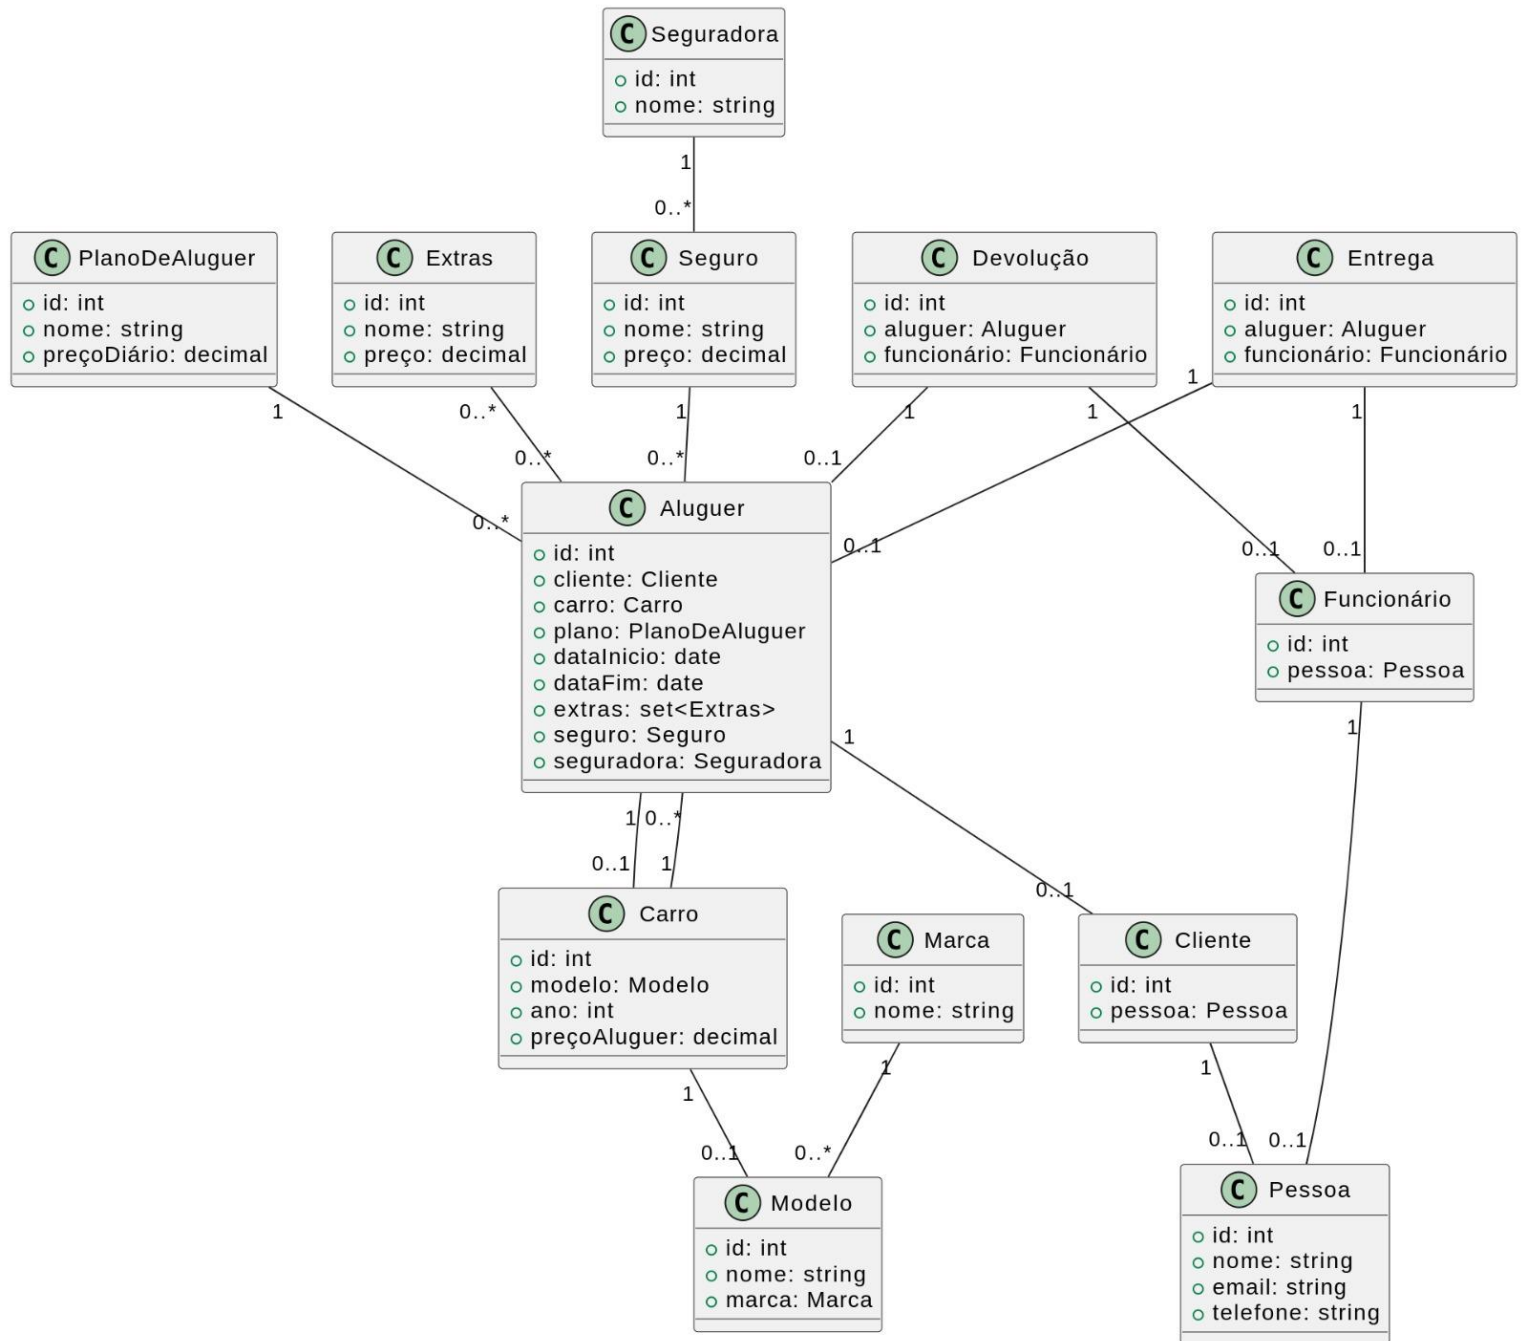 C Seguradora
id: int
nome: string
1
0..*
C PlanoDeAluguer
id: int
nome: string
preçoDiário: decimal
C Extras
id: int
nome: string
preço: decimal
C Seguro
id: int
nome: string
preço: decimal
C Devolução
id: int
aluguer: Aluguer
funcionário: Funcionário
C Entrega
id: int
aluguer: Aluguer
funcionário: Funcionário
1
0..*
1
1
1
1
1
0..*
0..*
0..1
0..*
0..1
0..1
0..1
C Aluguer
id: int
cliente: Cliente
carro: Carro
plano: PlanoDeAluguer
dataInicio: date
dataFim: date
extras: set<Extras>
seguro: Seguro
seguradora: Seguradora
C Funcionário
id: int
pessoa: Pessoa
1
1
1
0..*
0..1
1
0..1
C Carro
id: int
modelo: Modelo
ano: int
preçoAluguer: decimal
C Marca
id: int
nome: string
C Cliente
id: int
pessoa: Pessoa
1
1
1
0..1
0..*
0..1
0..1
C Modelo
id: int
nome: string
marca: Marca
C Pessoa
id: int
nome: string
email: string
telefone: string